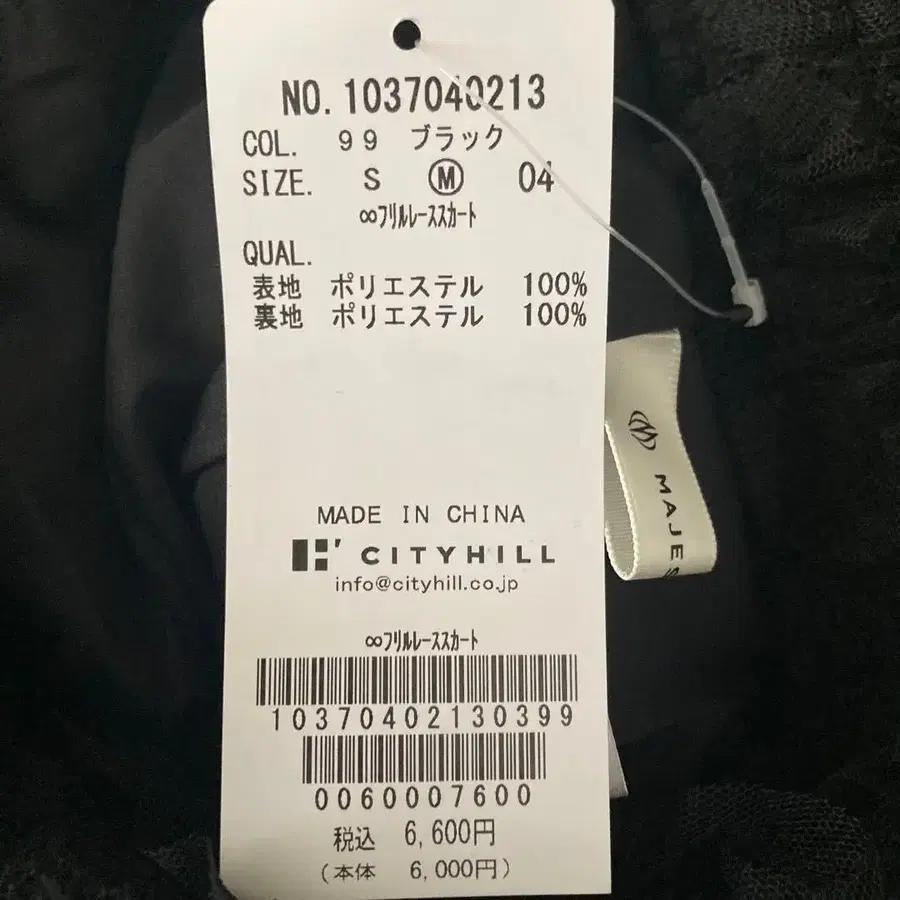 NO. 1037040213
COL. 99 ブラック
SIZE. S Ⓜ 04
∞フリルレーススカート
QUAL.
表地 ポリエステル 100%
裏地 ポリエステル 100%
MADE IN CHINA
CITYHILL
info@cityhill.co.jp
∞フリルレーススカート
10370402130399
0060007600
税込 6,600円
(本体 6,000円)
MAJES